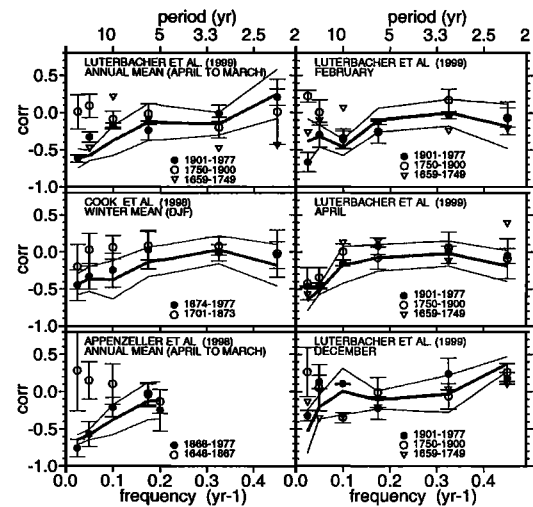 period (yr) period (yr)
10 5 3.3 2.5 2 10 5 3.3 2.5 2
LUTERBACHER ET AL (1999)
ANNUAL MEAN (APRIL TO MARCH)
corr
0.5
0.0
-0.5
-1.0
1901-1977
1750-1900
1659-1749
LUTERBACHER ET AL (1999)
FEBRUARY
1901-1977
1750-1900
1659-1749
COOK ET AL (1998)
WINTER MEAN (DJF)
corr
0.5
0.0
-0.5
-1.0
1674-1977
1701-1873
LUTERBACHER ET AL (1999)
APRIL
1901-1977
1750-1900
1659-1749
APPENZELLER ET AL (1998)
ANNUAL MEAN (APRIL TO MARCH)
corr
0.5
0.0
-0.5
-1.0
1868-1977
1648-1867
LUTERBACHER ET AL (1999)
DECEMBER
1901-1977
1750-1900
1659-1749
0.0 0.1 0.2 0.3 0.4 0.0 0.1 0.2 0.3 0.4
frequency (yr-1) frequency (yr-1)